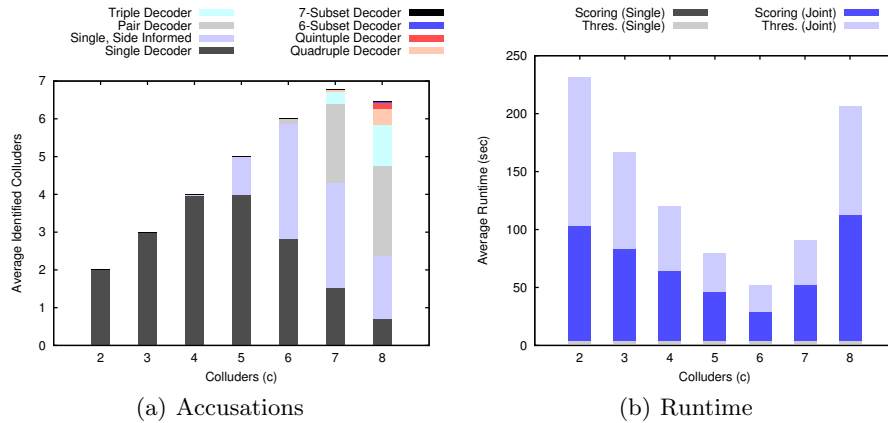 Triple Decoder
Pair Decoder
Single, Side Informed
Single Decoder
7-Subset Decoder
6-Subset Decoder
Quintuple Decoder
Quadruple Decoder
Average Identified Colluders
7
6
5
4
3
2
1
0
2 3 4 5 6 7 8
Colluders (c)
(a) Accusations
Scoring (Single)
Thres. (Single)
Scoring (Joint)
Thres. (Joint)
Average Runtime (sec)
250
200
150
100
50
0
2 3 4 5 6 7 8
Colluders (c)
(b) Runtime